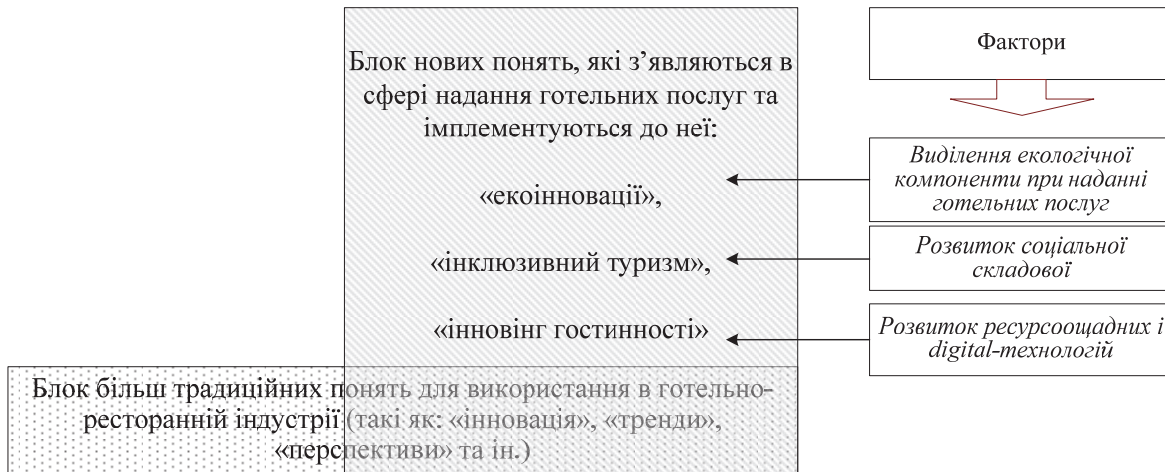 Блок нових понять, які з’являються в
сфері надання готельних послуг та
імплементуються до неї:
«екоінновації»,
«інклюзивний туризм»,
«інновінг гостинності»
Фактори
Виділення екологічної
компоненти при наданні
готельних послуг
Розвиток соціальної
складової
Розвиток ресурсоощадних і
digital-технологій
Блок більш традиційних понять для використання в готельно-
ресторанній індустрії (такі як: «інновація», «тренди»,
«перспективи» та ін.)